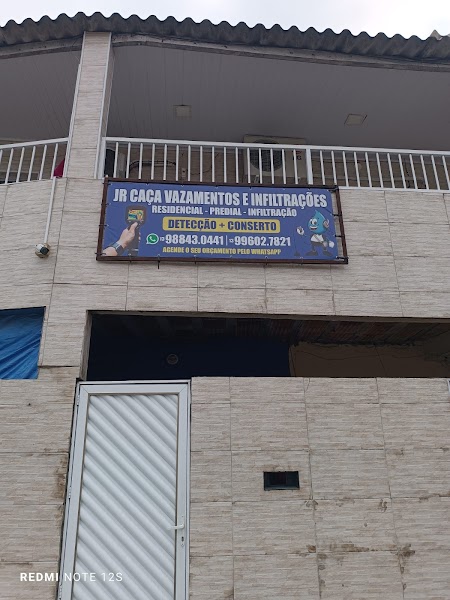 JR CAÇA VAZAMENTOS E INFILTRAÇÕES
RESIDENCIAL - PREDIAL - INFILTRAÇÃO
DETECÇÃO + CONSERTO
98843.0441 | 99602.7821
AGENDE O SEU ORÇAMENTO PELO WHATSAPP
REDMI NOTE 12S